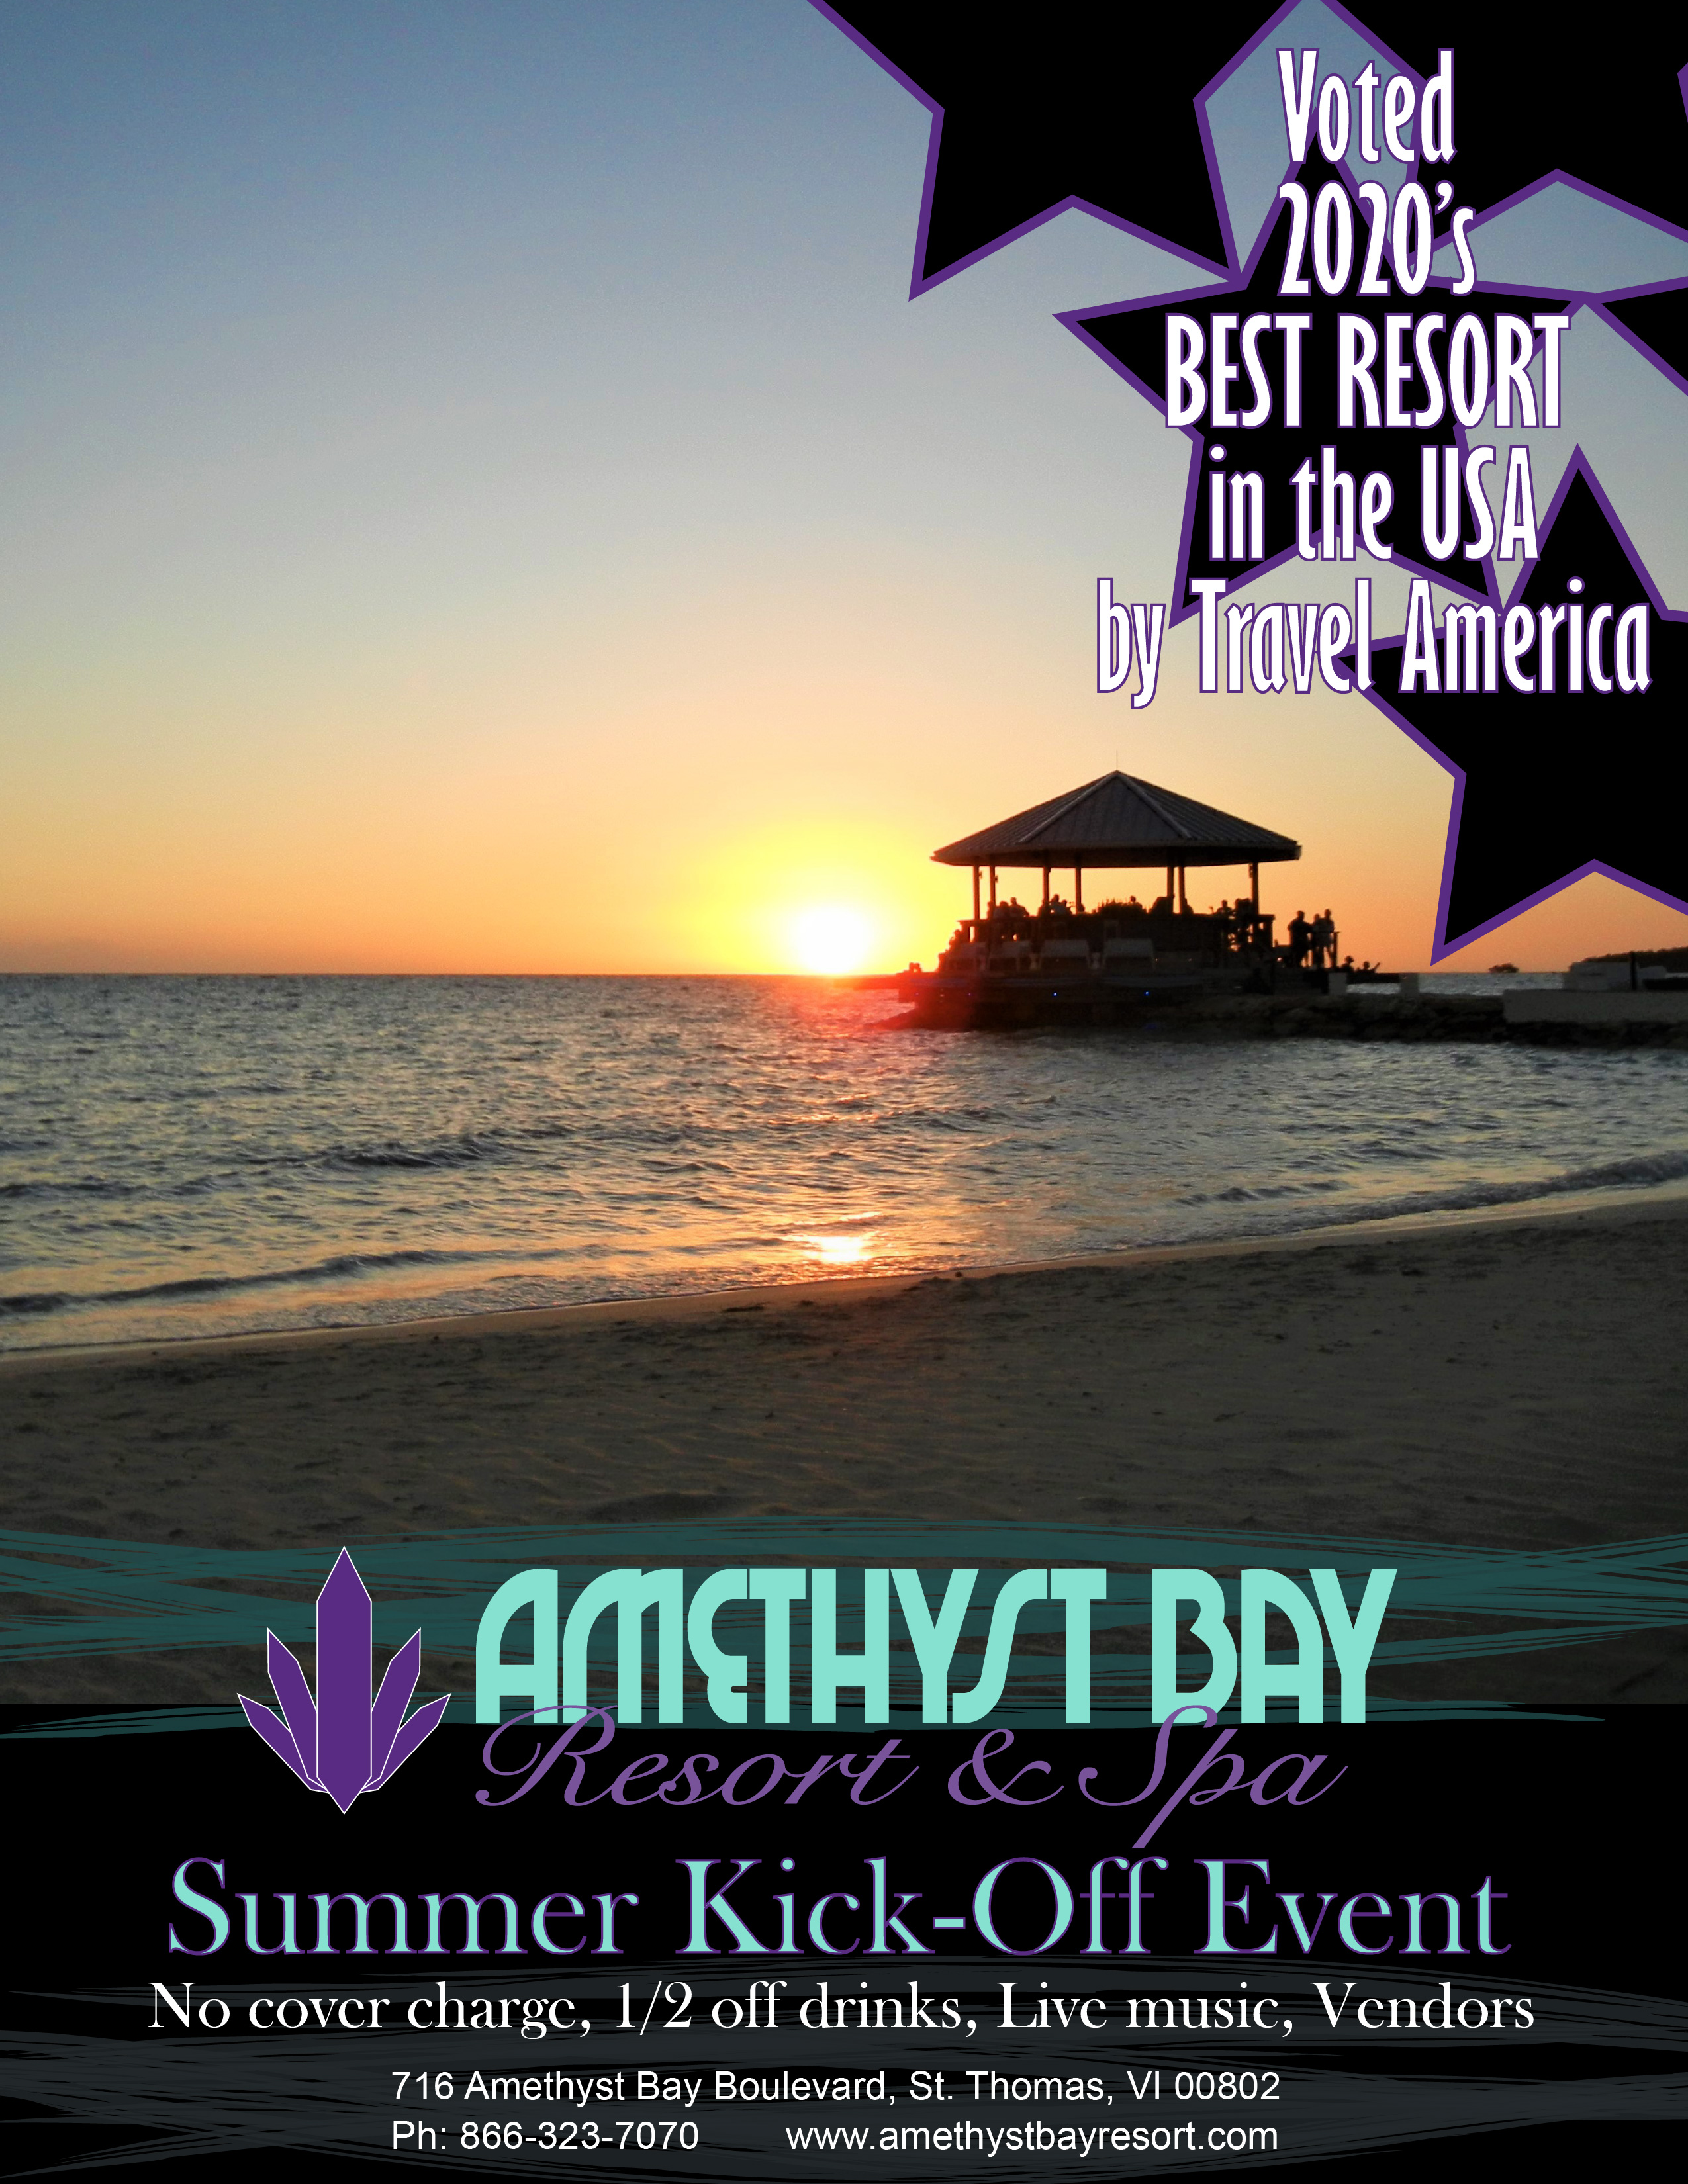 Voted
2020's
BEST RESORT
in the USA
by Travel America
AMETHYST BAY
Resort & Spa
Summer Kick-Off Event
No cover charge, 1/2 off drinks, Live music, Vendors
716 Amethyst Bay Boulevard, St. Thomas, VI 00802
Ph: 866-323-7070 www.amethystbayresort.com